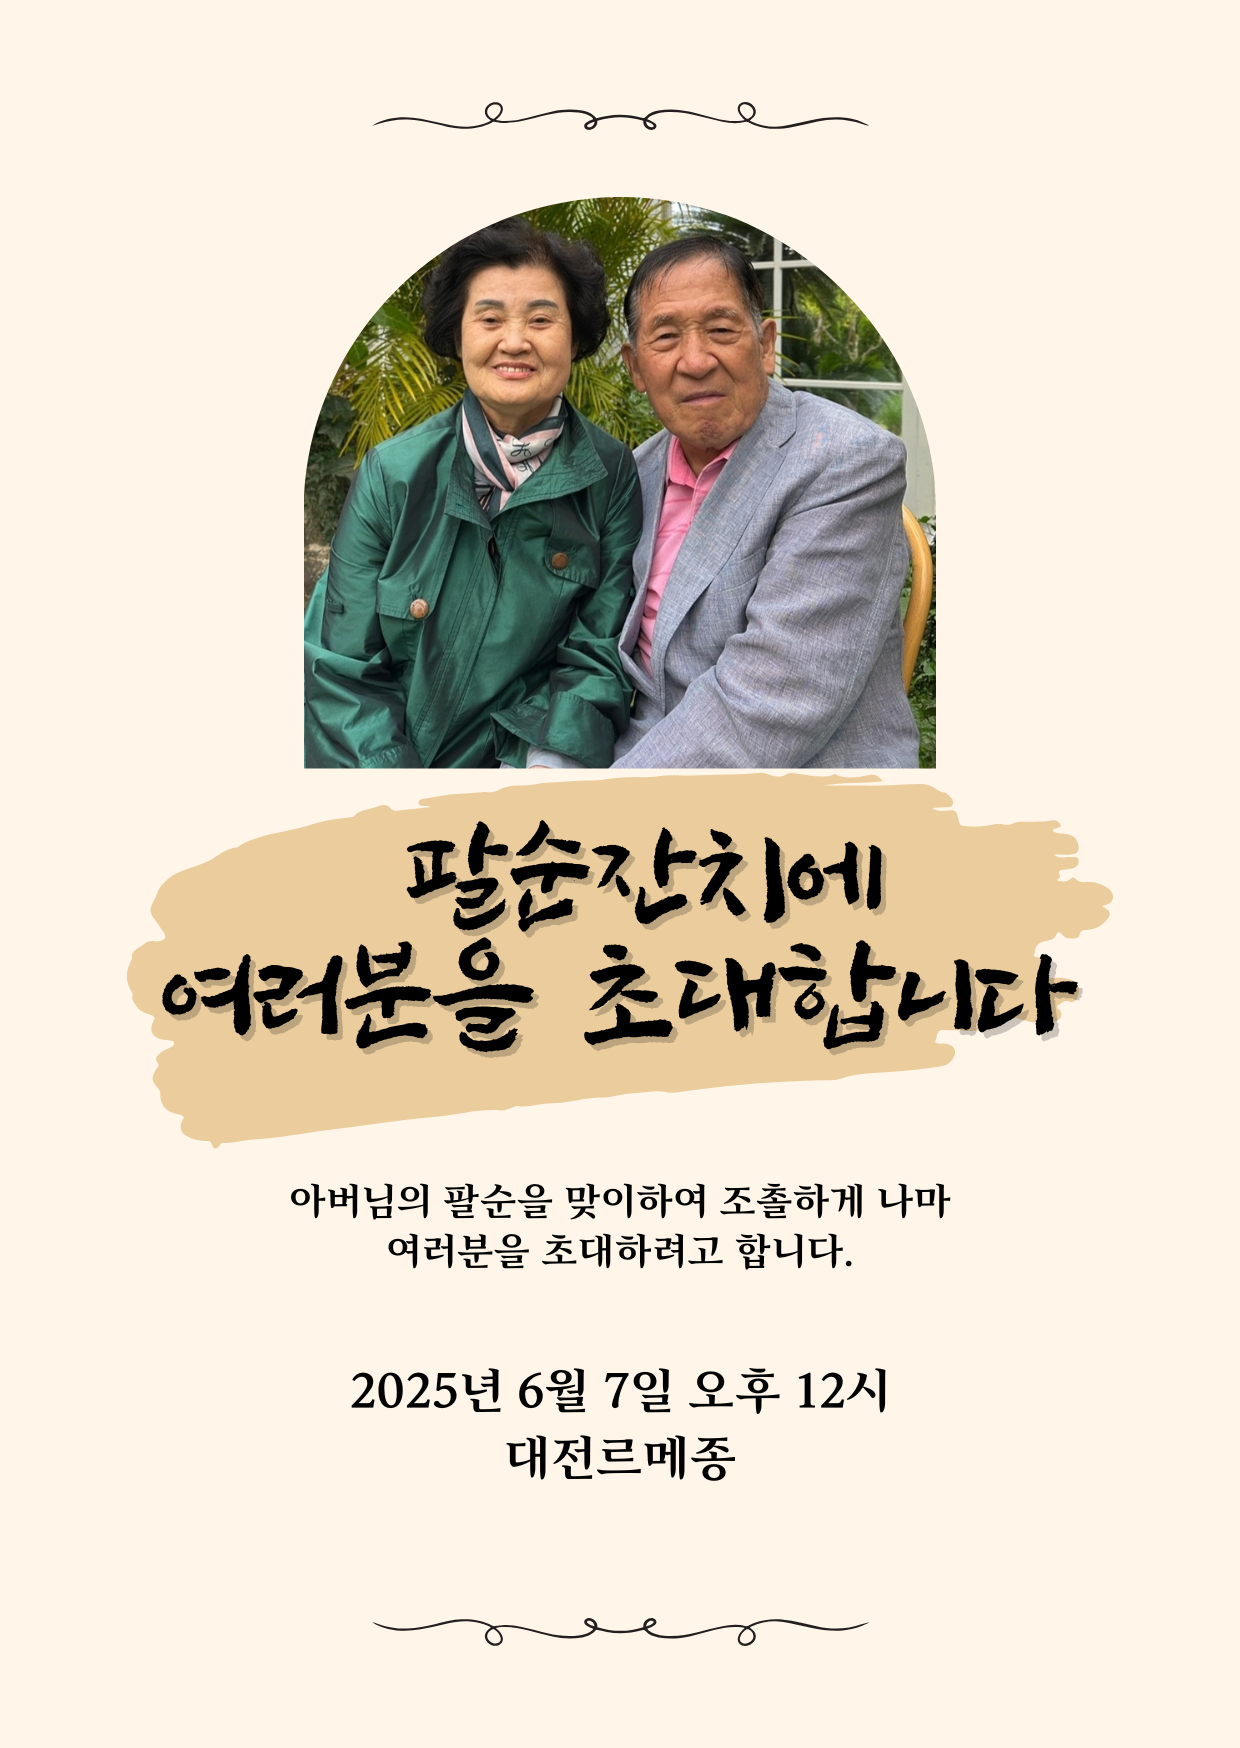 팔순잔치에
여러분을 초대합니다
아버님의 팔순을 맞이하여 조촐하게 나마
여러분을 초대하려고 합니다.
2025년 6월 7일 오후 12시
대전르메종